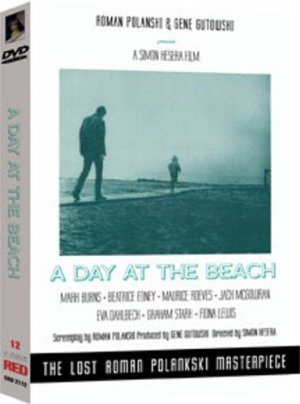 ROMAN POLANSKI & GENE GUTOWSKI
present
A SIMON HESERA FILM
A DAY AT THE BEACH
MARK BURNS · BEATRICE EDNEY · MAURICE ROEVES · JACK MCGOWRAN
EVA DAHLBECK · GRAHAM STARK · FIONA LEWIS
Screenplay by ROMAN POLANSKI Produced by GENE GUTOWSKI Directed by SIMON HESERA
THE LOST ROMAN POLANKSKI MASTERPIECE
DVD
A DAY AT THE BEACH
12
RED